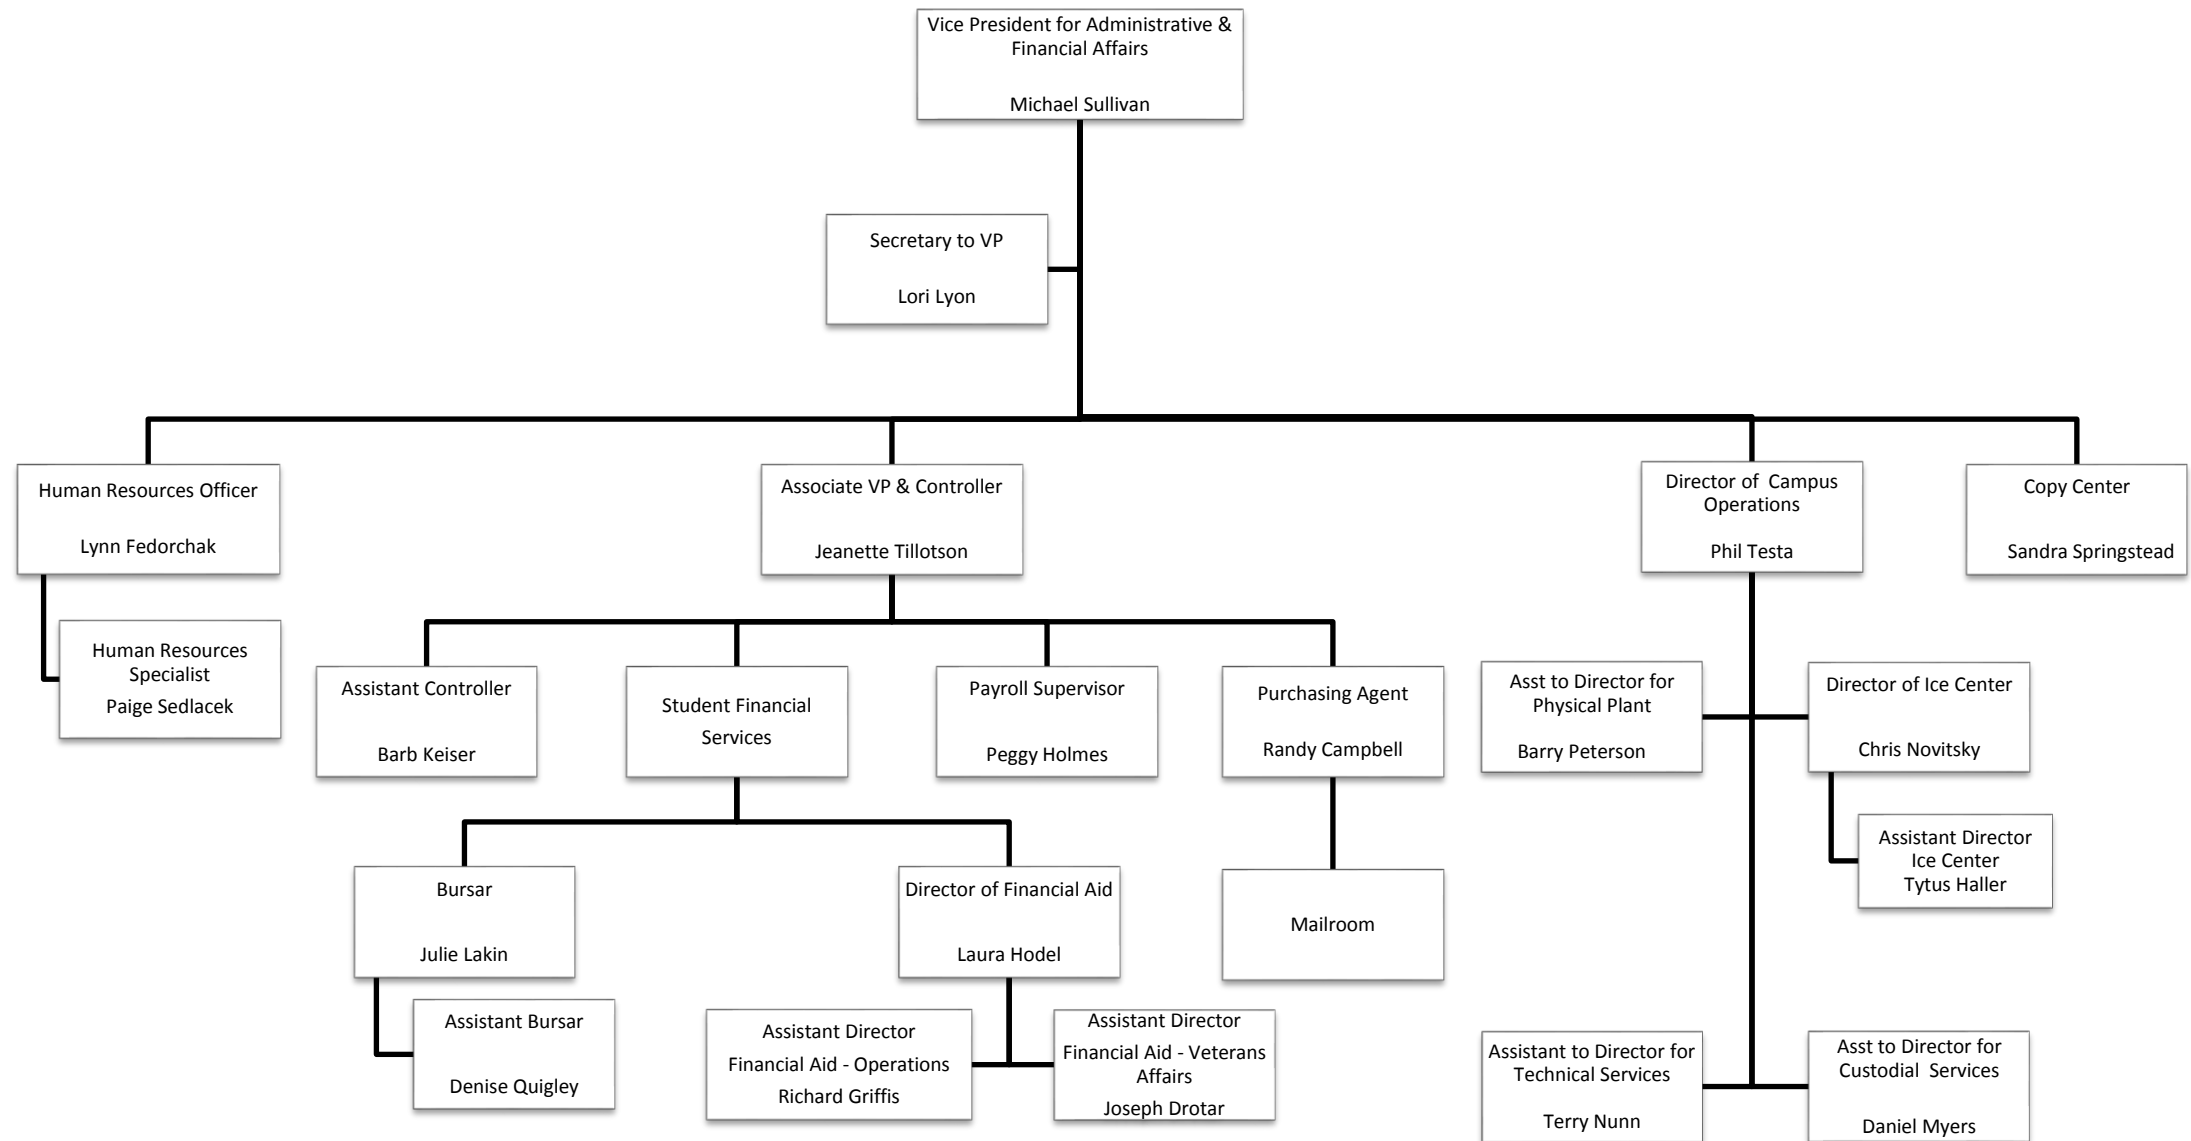 Vice President for Administrative &
Financial Affairs
Michael Sullivan
Secretary to VP
Lori Lyon
Human Resources Officer
Lynn Fedorchak
Associate VP & Controller
Jeanette Tillotson
Director of  Campus
Operations
Phil Testa
Copy Center
Sandra Springstead
Human Resources
Specialist
Paige Sedlacek
Assistant Controller
Barb Keiser
Student Financial
Services
Payroll Supervisor
Peggy Holmes
Purchasing Agent
Randy Campbell
Asst to Director for
Physical Plant
Barry Peterson
Director of Ice Center
Chris Novitsky
Assistant Director
Ice Center
Tytus Haller
Bursar
Julie Lakin
Director of Financial Aid
Laura Hodel
Mailroom
Assistant Bursar
Denise Quigley
Assistant Director
Financial Aid - Operations
Richard Griffis
Assistant Director
Financial Aid - Veterans
Affairs
Joseph Drotar
Assistant to Director for
Technical Services
Terry Nunn
Asst to Director for
Custodial  Services
Daniel Myers